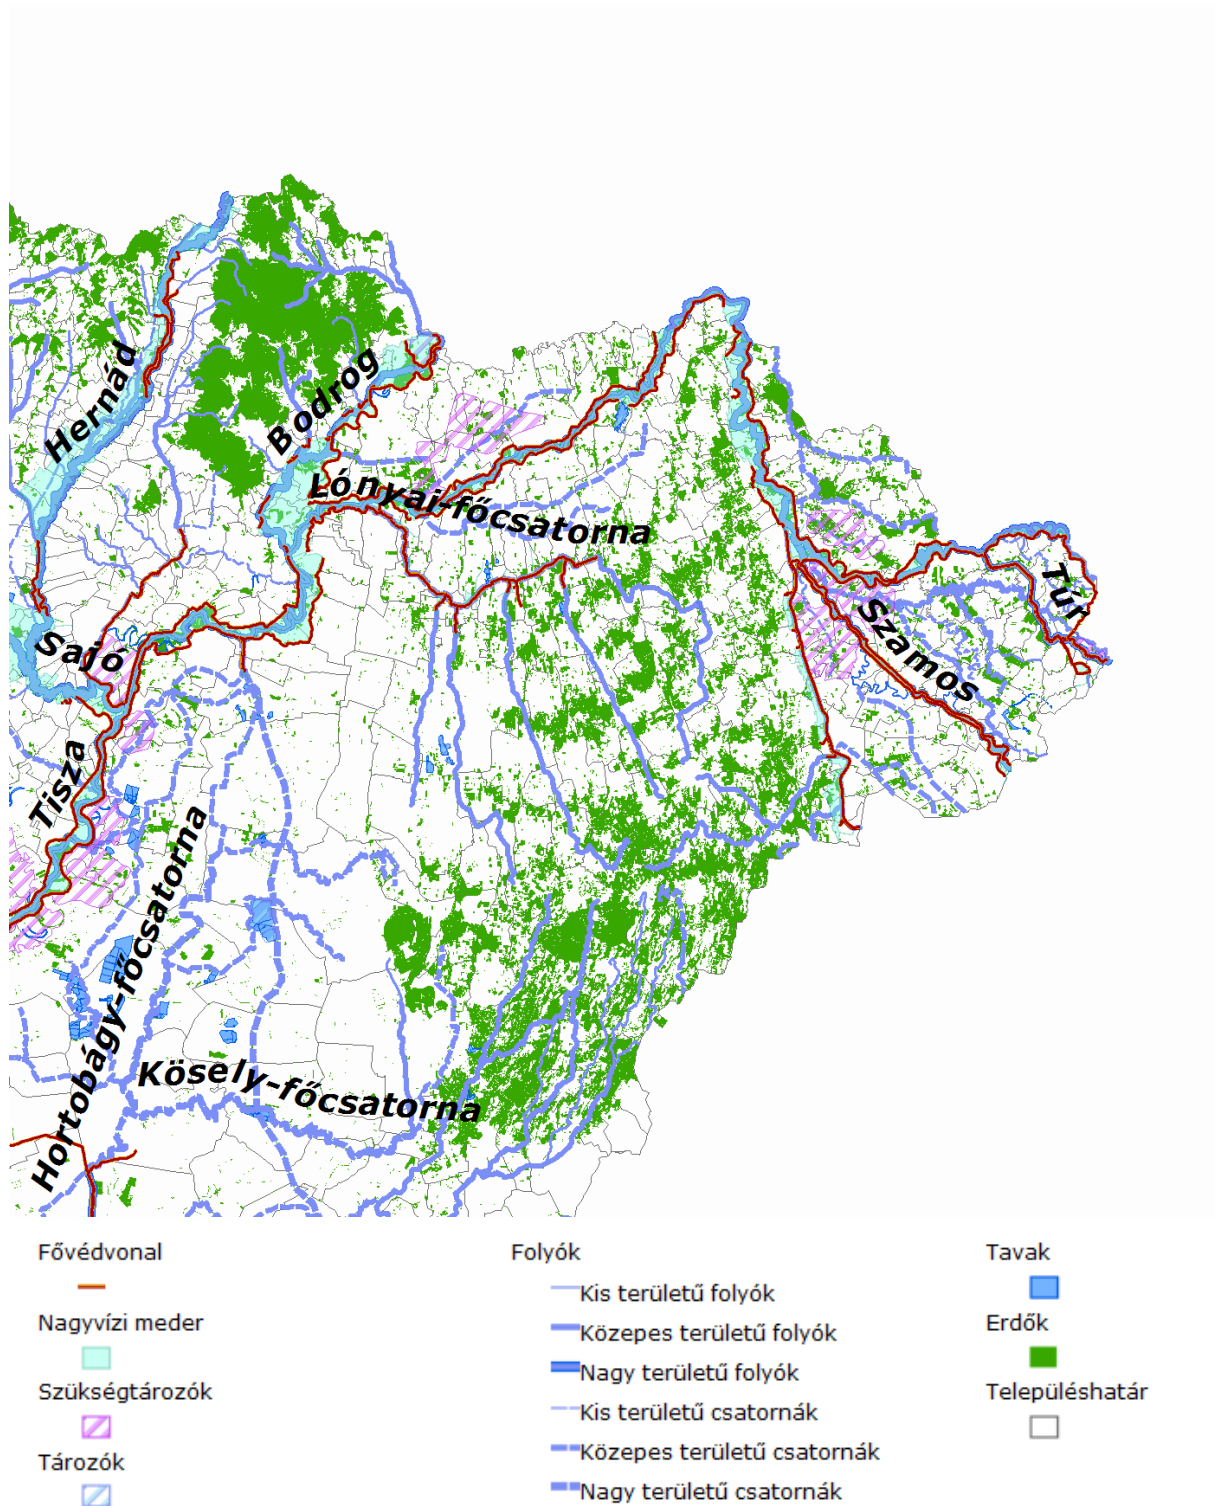 Hernád
Bodrog
Lónyai-főcsatorna
Túr
Szamos
Sajó
Tisza
Hortobágy-főcsatorna
Kösely-főcsatorna
Fővédvonal
Nagyvízi meder
Szükségtározók
Tározók
Folyók
Kis területű folyók
Közepes területű folyók
Nagy területű folyók
Kis területű csatornák
Közepes területű csatornák
Nagy területű csatornák
Tavak
Erdők
Településhatár